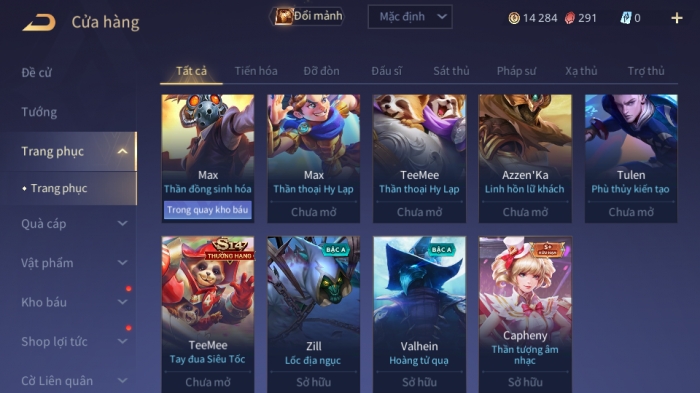 Cửa hàng
Đổi mảnh
Mặc định
14 284
291
0
Đề cử
Tướng
Trang phục
Trang phục
Quà cáp
Vật phẩm
Kho báu
Shop lợi tức
Cờ Liên quân
Tất cả
Tiến hóa
Đỡ đòn
Đấu sĩ
Sát thủ
Pháp sư
Xạ thủ
Trợ thủ
Max
Thần đồng sinh hóa
Trong quay kho báu
Max
Thần thoại Hy Lạp
Chưa mở
TeeMee
Thần thoại Hy Lạp
Chưa mở
Azzen'Ka
Linh hồn lữ khách
Chưa mở
Tulen
Phù thủy kiến tạo
Chưa mở
S14
THƯỞNG HẠNG
TeeMee
Tay đua Siêu Tốc
Chưa mở
BẬC A
Zill
Lốc địa ngục
Sở hữu
BẬC A
Valhein
Hoàng tử quạ
Sở hữu
S+
HỮU HẠN
Capheny
Thần tượng âm
nhạc
Sở hữu